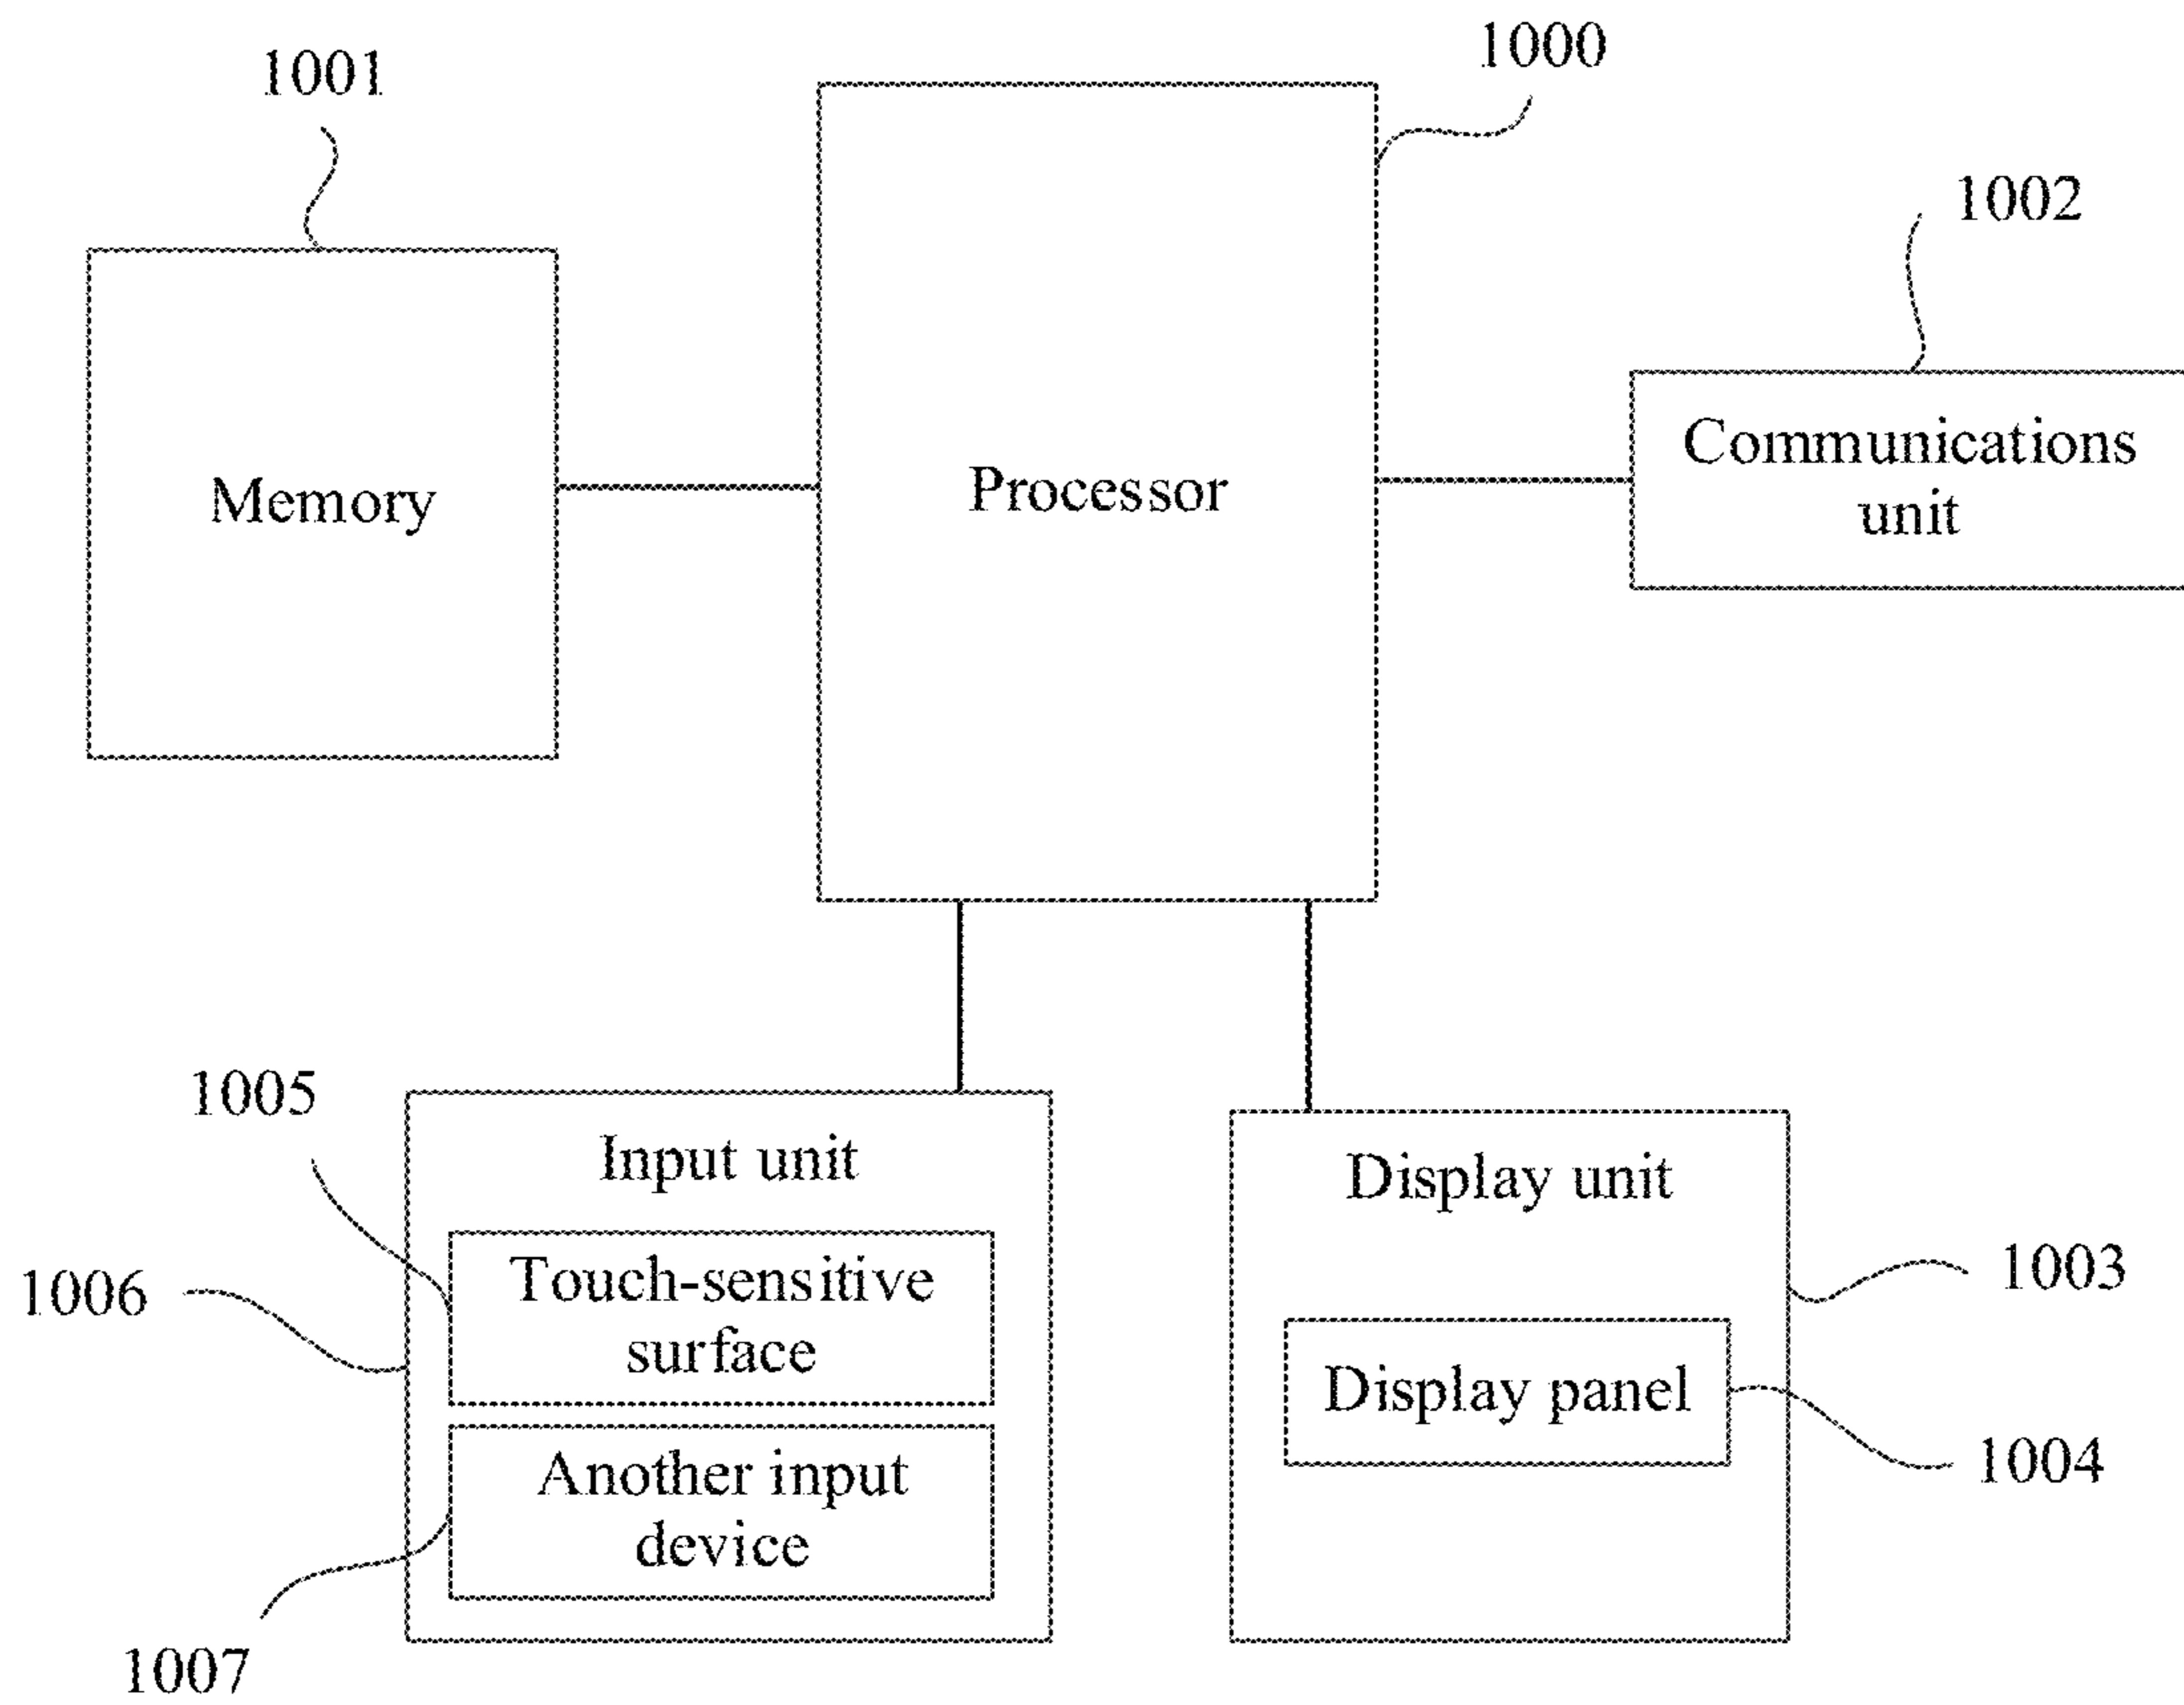 1000
1001
1002
Memory
Processor
Communications
unit
1005
Input unit
Display unit
1006
Touch-sensitive
surface
1003
Display panel
Another input
device
1004
1007